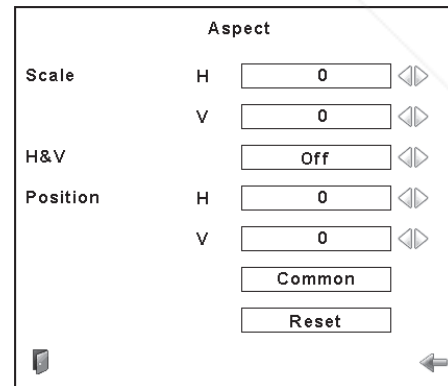 Aspect
Scale H 0
V 0
H&V Off
Position H 0
V 0
Common
Reset